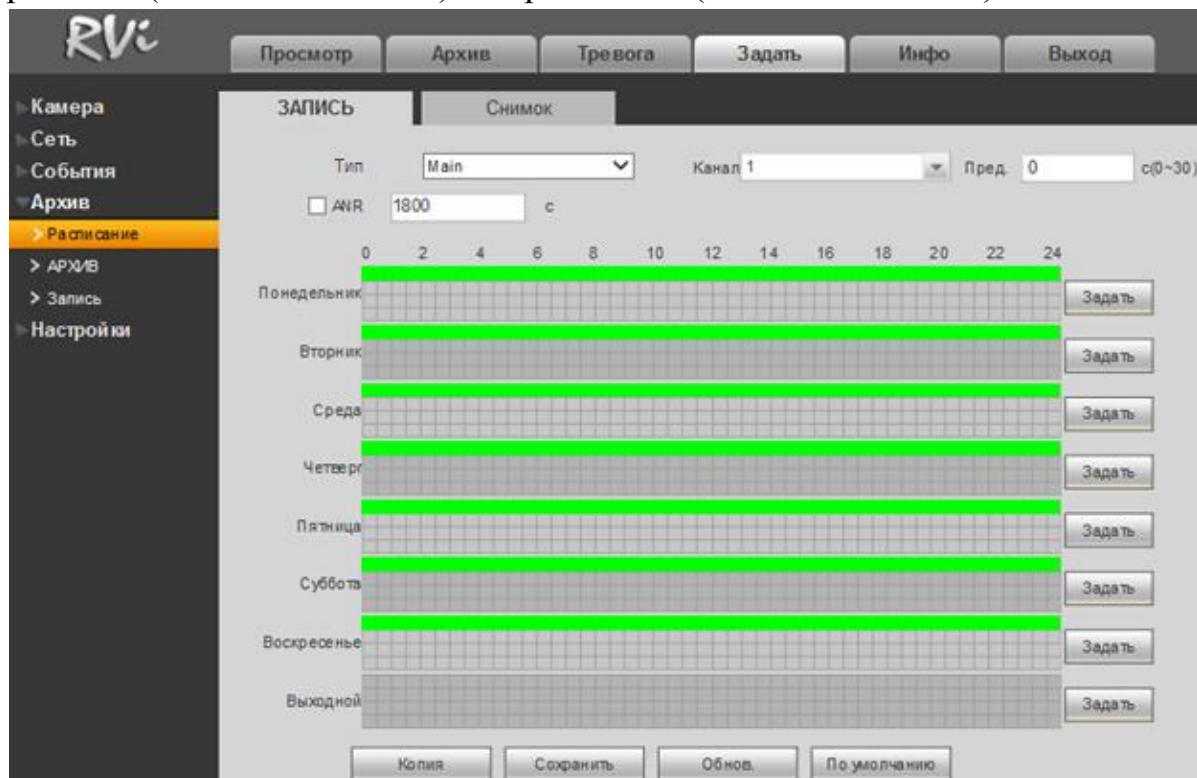 RVi
Просмотр Архив Тревога Задать Инфо Выход
Камера
Сеть
События
Архив
> Расписание
> АРХИВ
> Запись
Настройки
ЗАПИСЬ Снимок
Тип Main Канал 1 Пред. 0 с(0~30)
ANR 1800 с
0 2 4 6 8 10 12 14 16 18 20 22 24
Понедельник Задать
Вторник Задать
Среда Задать
Четверг Задать
Пятница Задать
Суббота Задать
Воскресенье Задать
Выходной Задать
Копия Сохранить Обнов. По умолчанию